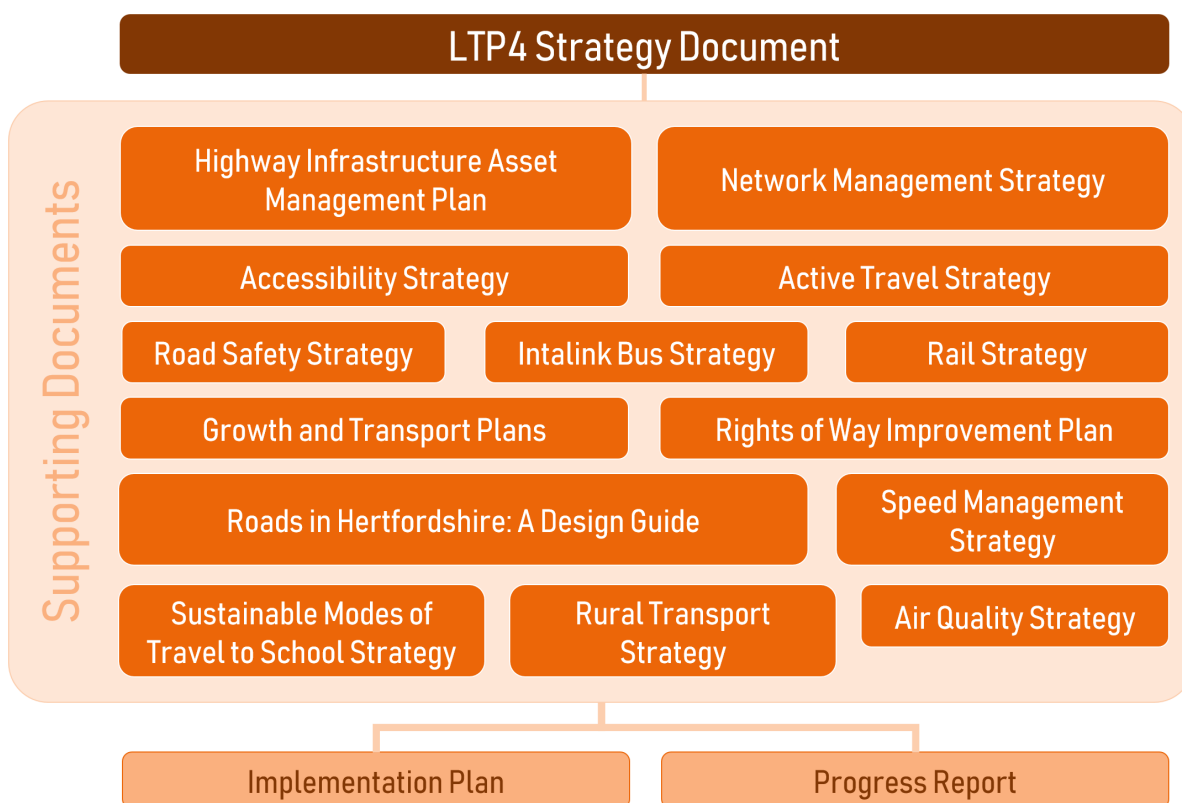 LTP4 Strategy Document
Supporting Documents
Highway Infrastructure Asset
Management Plan
Network Management Strategy
Accessibility Strategy
Active Travel Strategy
Road Safety Strategy
Intalink Bus Strategy
Rail Strategy
Growth and Transport Plans
Rights of Way Improvement Plan
Roads in Hertfordshire: A Design Guide
Speed Management
Strategy
Sustainable Modes of
Travel to School Strategy
Rural Transport
Strategy
Air Quality Strategy
Implementation Plan
Progress Report